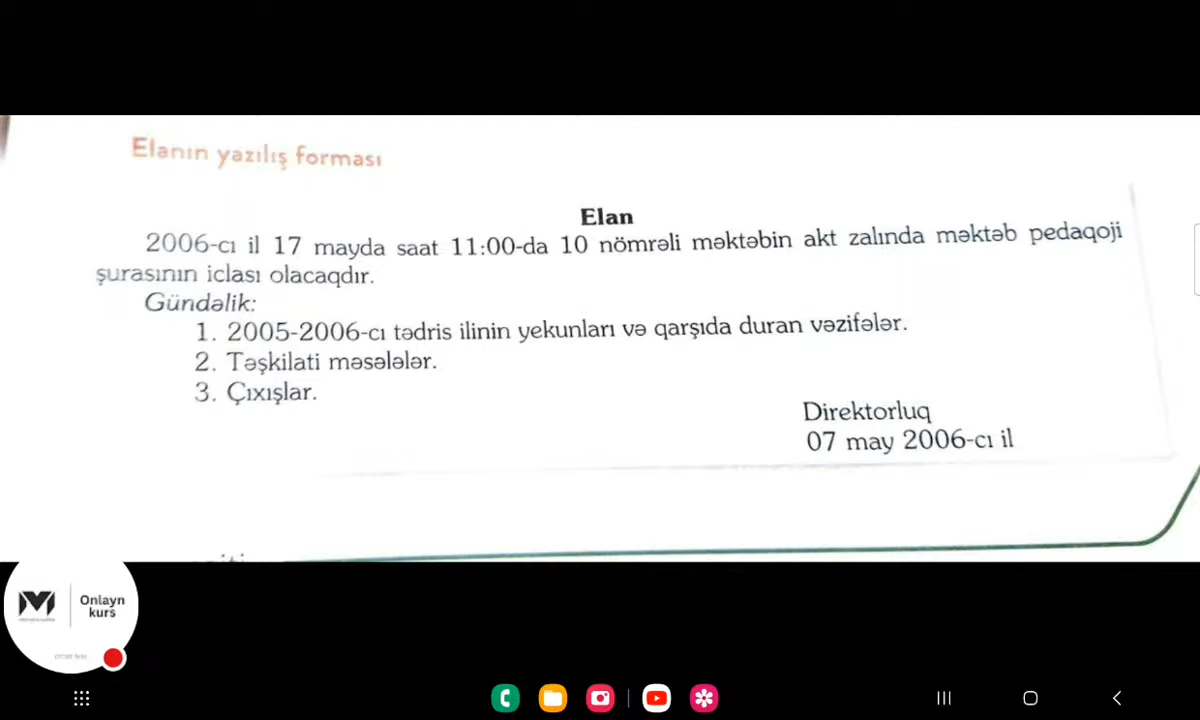 Elanın yazılış forması
Elan
2006-cı il 17 mayda saat 11:00-da 10 nömrəli məktəbin akt zalında məktəb pedaqoji
şurasının iclası olacaqdır.
Gündəlik:
1. 2005-2006-cı tədris ilinin yekunları və qarşıda duran vəzifələr.
2. Təşkilati məsələlər.
3. Çıxışlar.
Direktorluq
07 may 2006-cı il
Onlayn
kurs